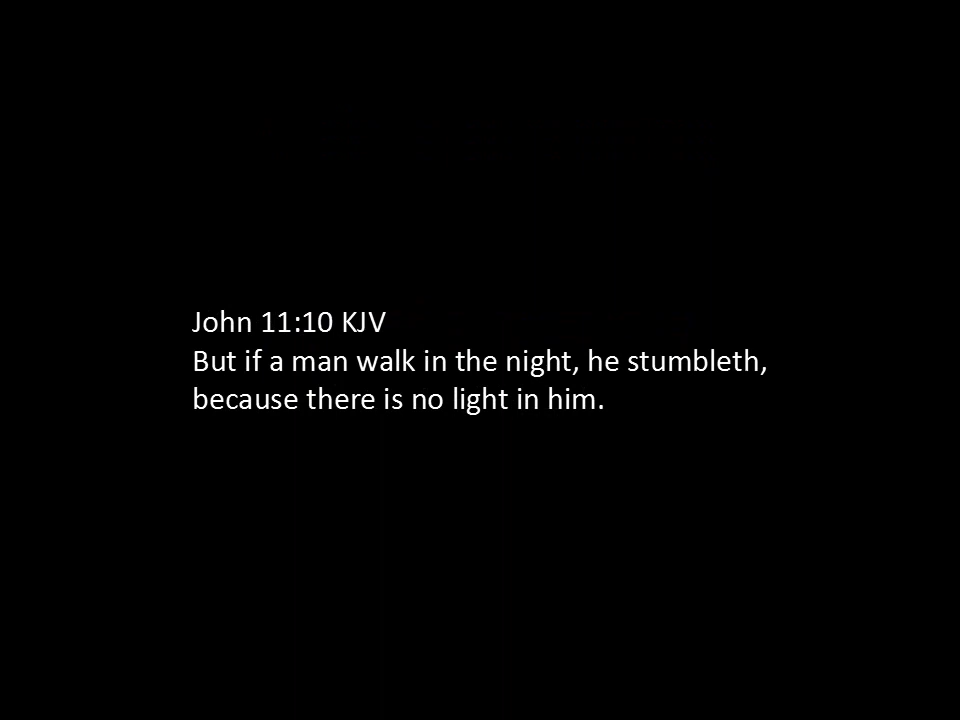 John 11:10 KJV
But if a man walk in the night, he stumbleth,
because there is no light in him.